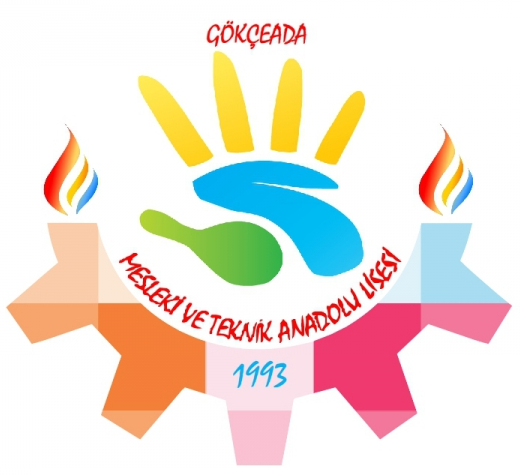 GÖKÇEADA
MESLEKİ VE TEKNİK ANADOLU LİSESİ
1993